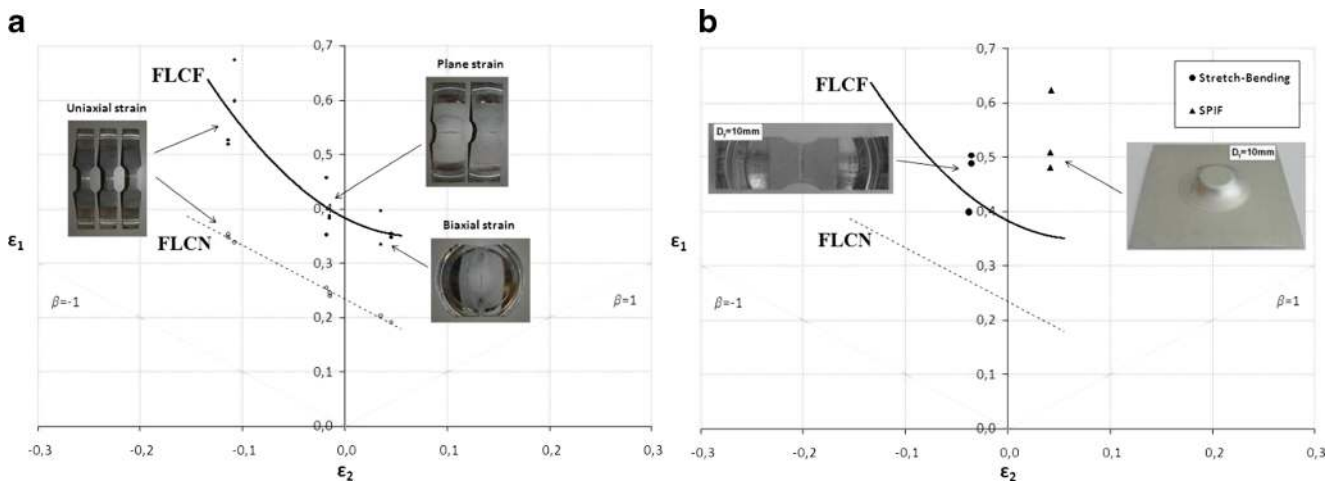 a
0,7
0,6
0,5
0,4
0,3
0,2
0,1
0,0
-0,3
-0,2
-0,1
0,0
0,1
0,2
0,3
ε1
ε2
FLCF
FLCN
Uniaxial strain
Plane strain
Biaxial strain
β=-1
β=1
b
0,7
0,6
0,5
0,4
0,3
0,2
0,1
0,0
-0,3
-0,2
-0,1
0,0
0,1
0,2
0,3
ε1
ε2
FLCF
FLCN
Stretch-Bending
SPIF
β=-1
β=1